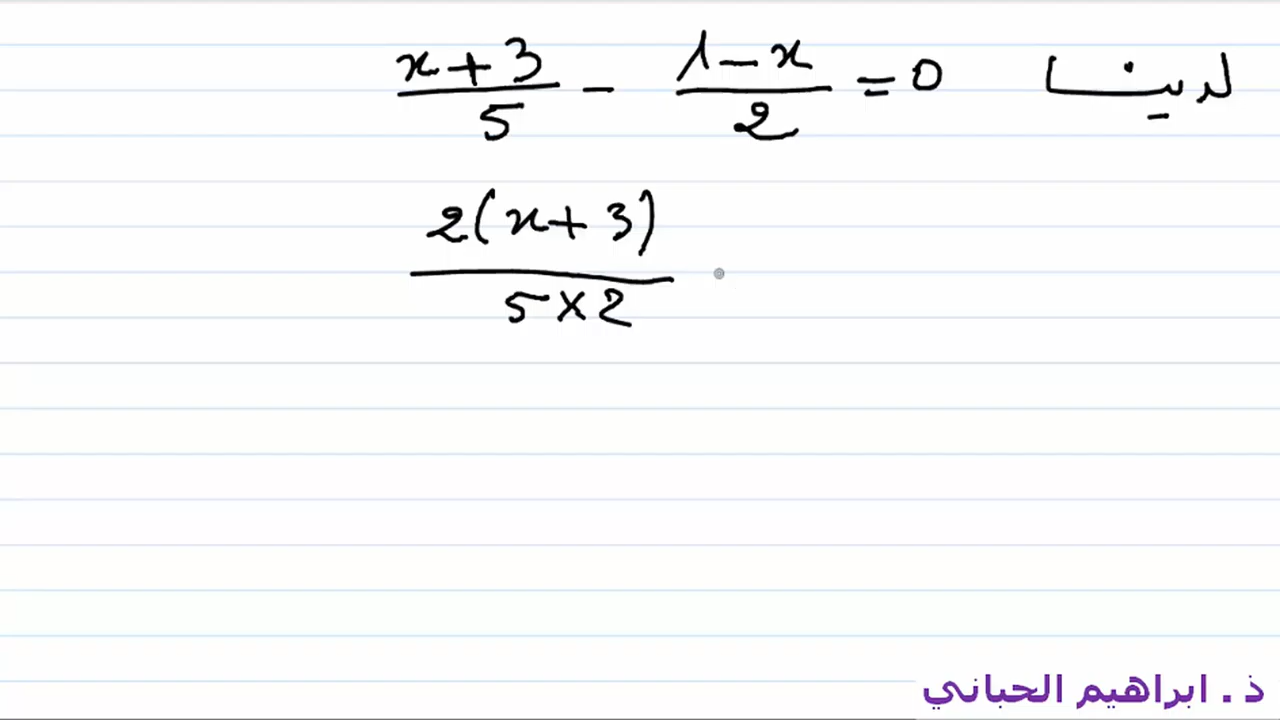 لدينا (x+3)/5 - (1-x)/2 = 0
2(x+3)/(5×2)
ذ . ابراهيم الحباني